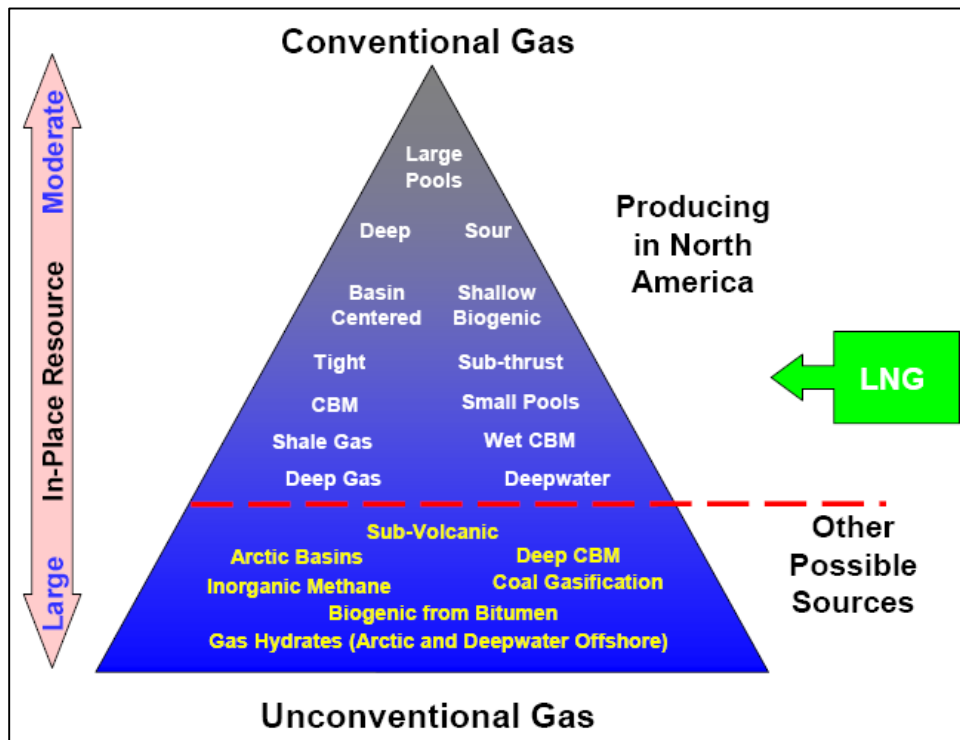 Conventional Gas
Moderate
In-Place Resource
Large
Large
Pools
Deep
Sour
Basin
Centered
Shallow
Biogenic
Tight
Sub-thrust
CBM
Small Pools
Shale Gas
Wet CBM
Deep Gas
Deepwater
Producing
in North
America
LNG
Sub-Volcanic
Arctic Basins
Deep CBM
Inorganic Methane
Coal Gasification
Biogenic from Bitumen
Gas Hydrates (Arctic and Deepwater Offshore)
Other
Possible
Sources
Unconventional Gas